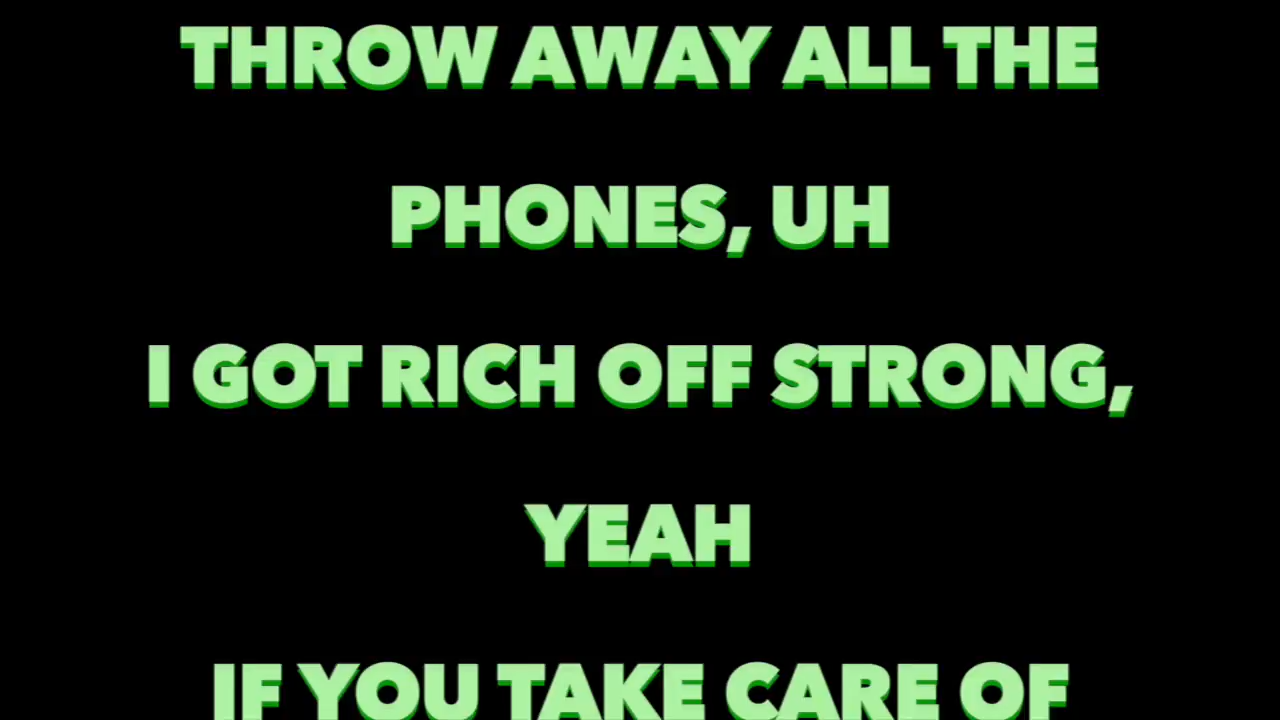 THROW AWAY ALL THE
PHONES, UH
I GOT RICH OFF STRONG,
YEAH
IF YOU TAKE CARE OF